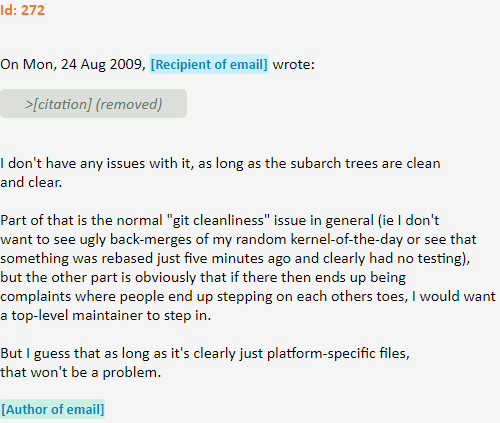 Id: 272
On Mon, 24 Aug 2009, [Recipient of email] wrote:
>[citation] (removed)
I don't have any issues with it, as long as the subarch trees are clean
and clear.
Part of that is the normal "git cleanliness" issue in general (ie I don't
want to see ugly back-merges of my random kernel-of-the-day or see that
something was rebased just five minutes ago and clearly had no testing),
but the other part is obviously that if there then ends up being
complaints where people end up stepping on each others toes, I would want
a top-level maintainer to step in.
But I guess that as long as it's clearly just platform-specific files,
that won't be a problem.
[Author of email]